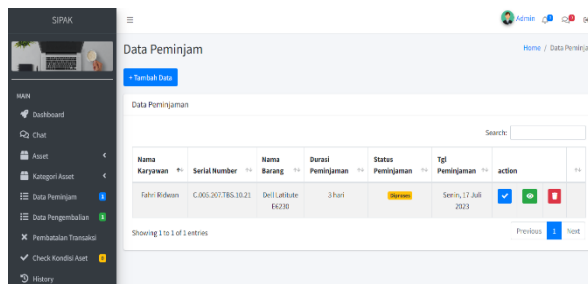 SIPAK
Admin
Data Peminjam
Home / Data Peminja
+ Tambah Data
MAIN
Dashboard
Chat
Asset
Kategori Asset
Data Peminjam 1
Data Pengembalian
Pembatalan Transaksi
Check Kondisi Aset
History
Data Peminjaman
Search:
Nama Karyawan
Serial Number
Nama Barang
Durasi Peminjaman
Status Peminjaman
Tgl Peminjaman
action
Fahri Ridwan
C.005.207.TBS.10.21
Dell Latitute E6230
3 hari
Senin, 17 Juli 2023
Showing 1 to 1 of 1 entries
Previous 1 Next